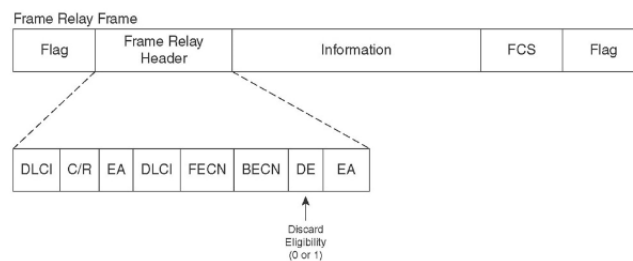 Frame Relay Frame
Flag
Frame Relay
Header
Information
FCS
Flag
DLCI
C/R
EA
DLCI
FECN
BECN
DE
EA
Discard
Eligibility
(0 or 1)